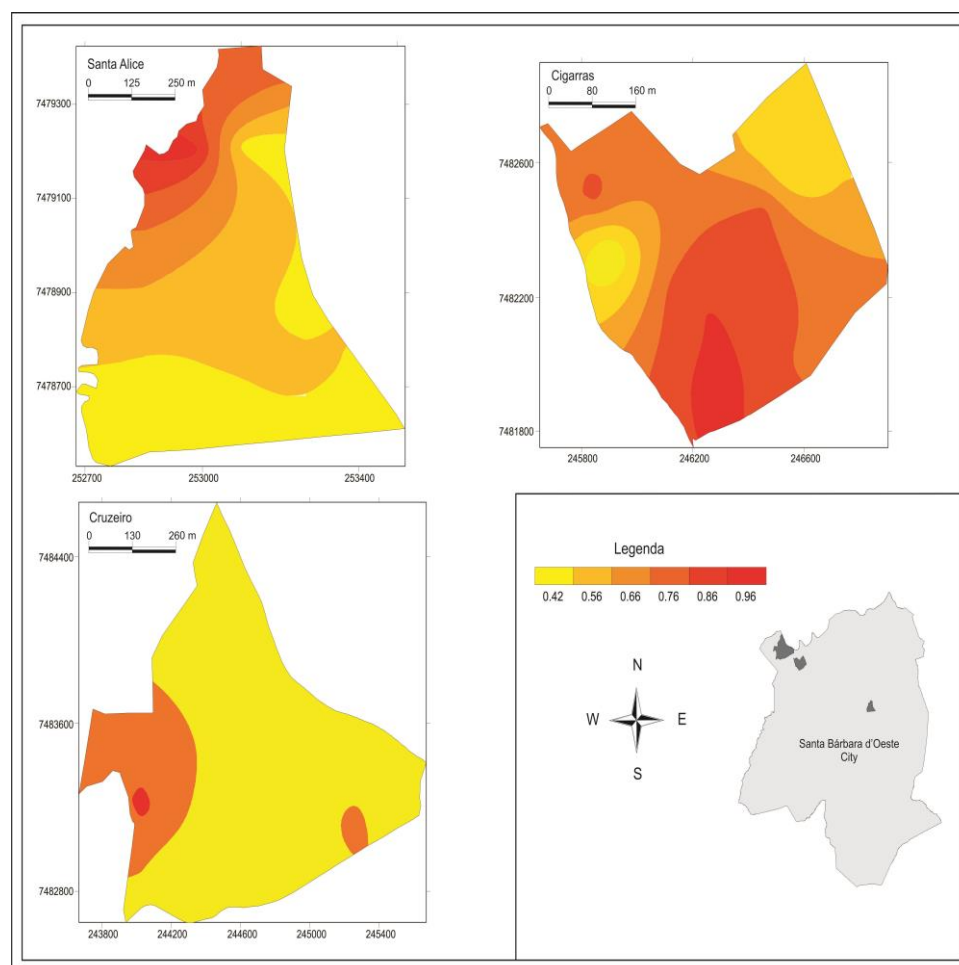 Santa Alice
0 125 250 m
7479300
7479100
7478900
7478700
252700 253000 253400
Cigarras
0 80 160 m
7482600
7482200
7481800
245800 246200 246600
Cruzeiro
0 130 260 m
7484400
7483600
7482800
243800 244200 244600 245000 245400
Legenda
0.42 0.56 0.66 0.76 0.86 0.96
N
W E
S
Santa Bárbara d'Oeste
City